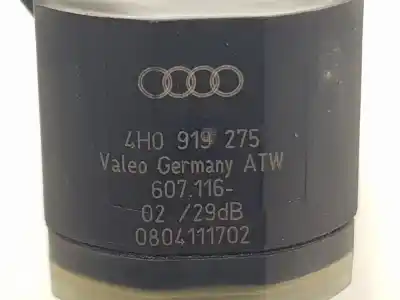 4H0 919 275
Valeo Germany ATW
607.116-
02 /29dB
0804111702